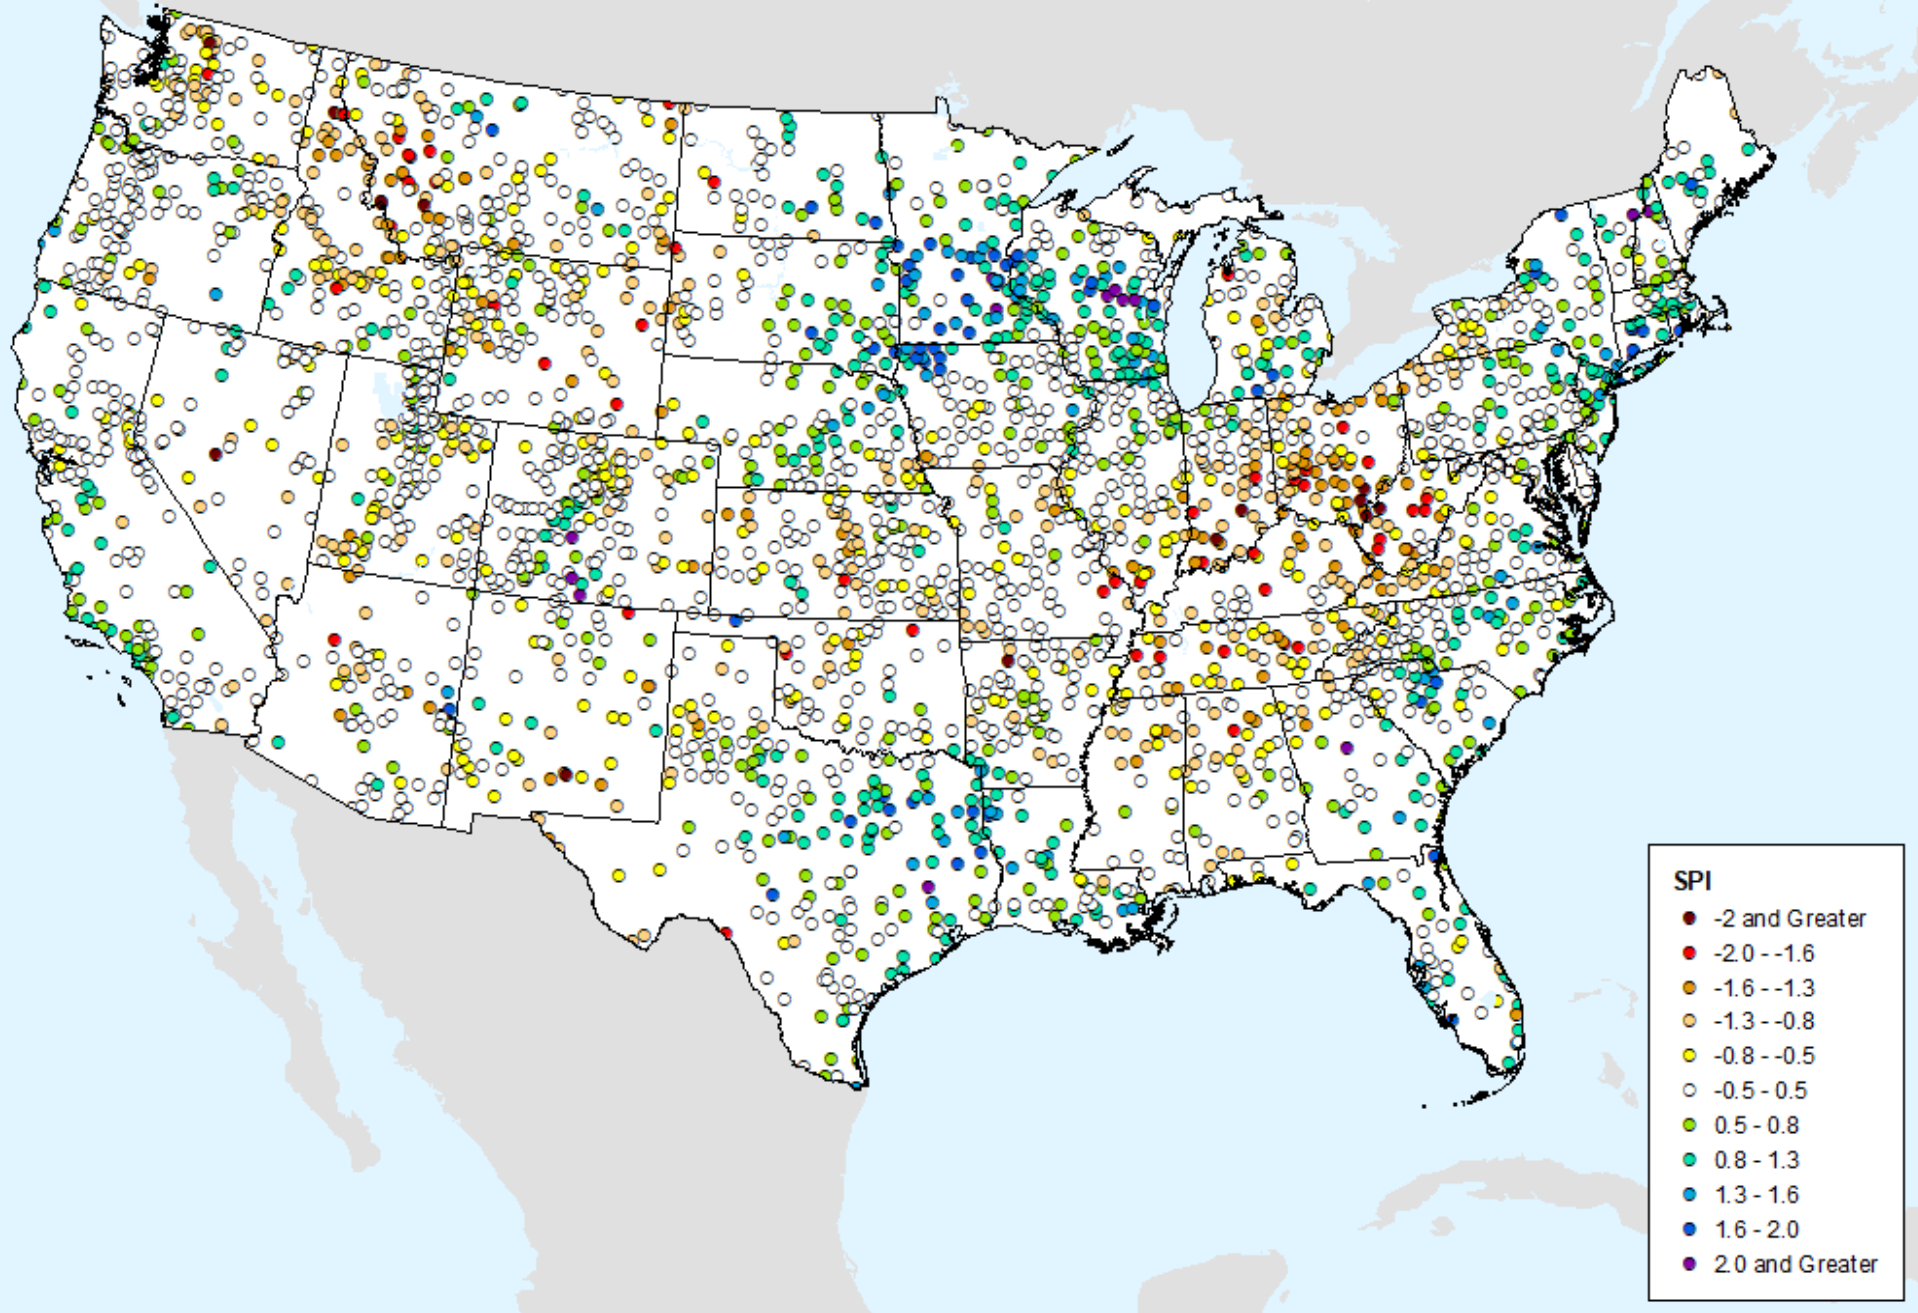 SPI
-2 and Greater
-2.0 - -1.6
-1.6 - -1.3
-1.3 - -0.8
-0.8 - -0.5
-0.5 - 0.5
0.5 - 0.8
0.8 - 1.3
1.3 - 1.6
1.6 - 2.0
2.0 and Greater